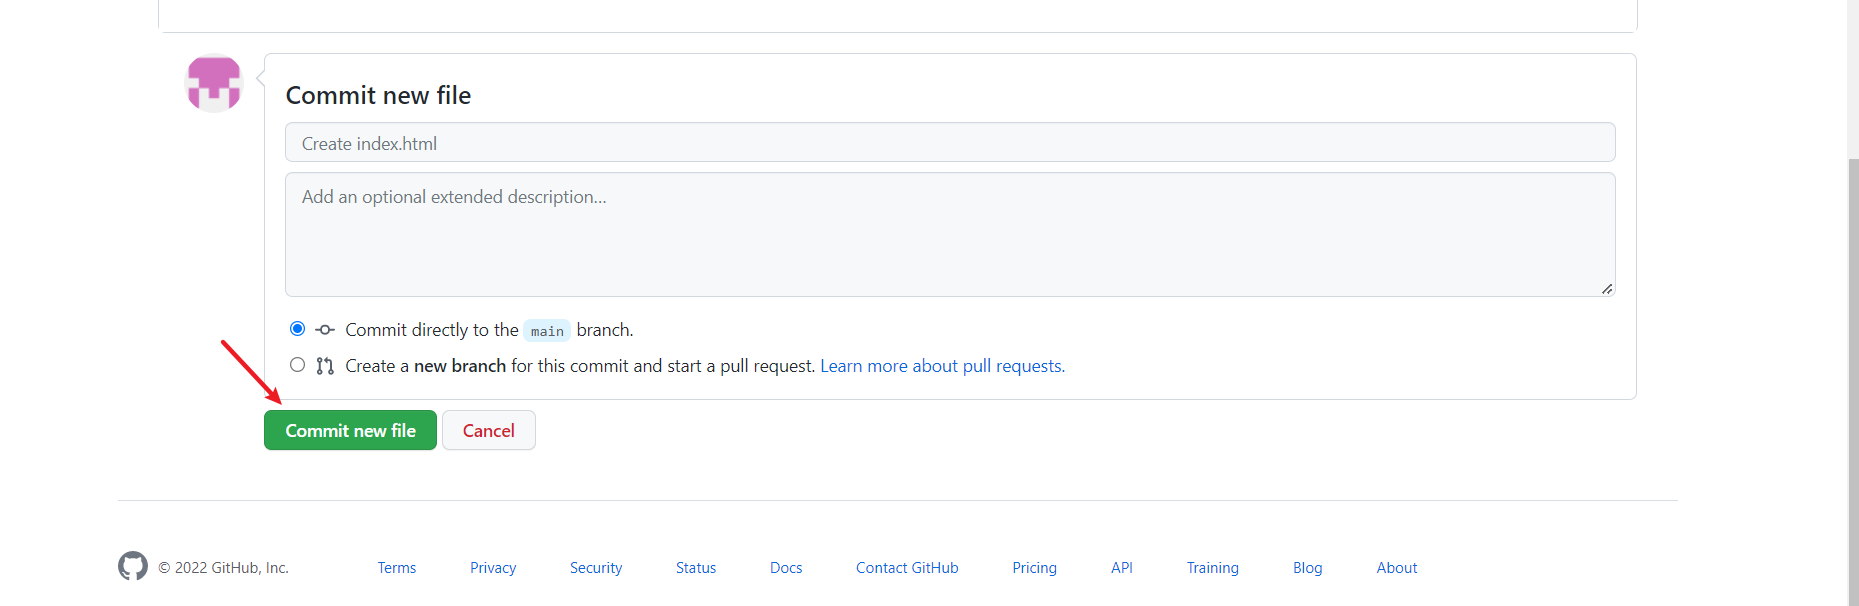 Commit new file
Create index.html
Add an optional extended description...
Commit directly to the main branch.
Create a new branch for this commit and start a pull request. Learn more about pull requests.
Commit new file Cancel
© 2022 GitHub, Inc. Terms Privacy Security Status Docs Contact GitHub Pricing API Training Blog About